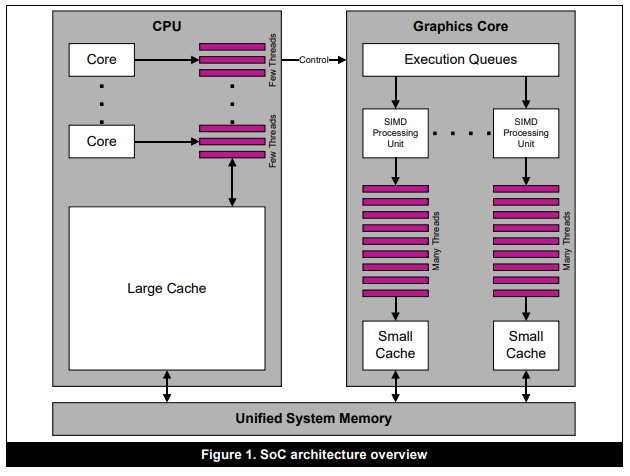 CPU
Graphics Core
Core
Few Threads
Control
Execution Queues
Core
Few Threads
SIMD
Processing
Unit
SIMD
Processing
Unit
Many Threads
Many Threads
Large Cache
Small
Cache
Small
Cache
Unified System Memory
Figure 1. SoC architecture overview